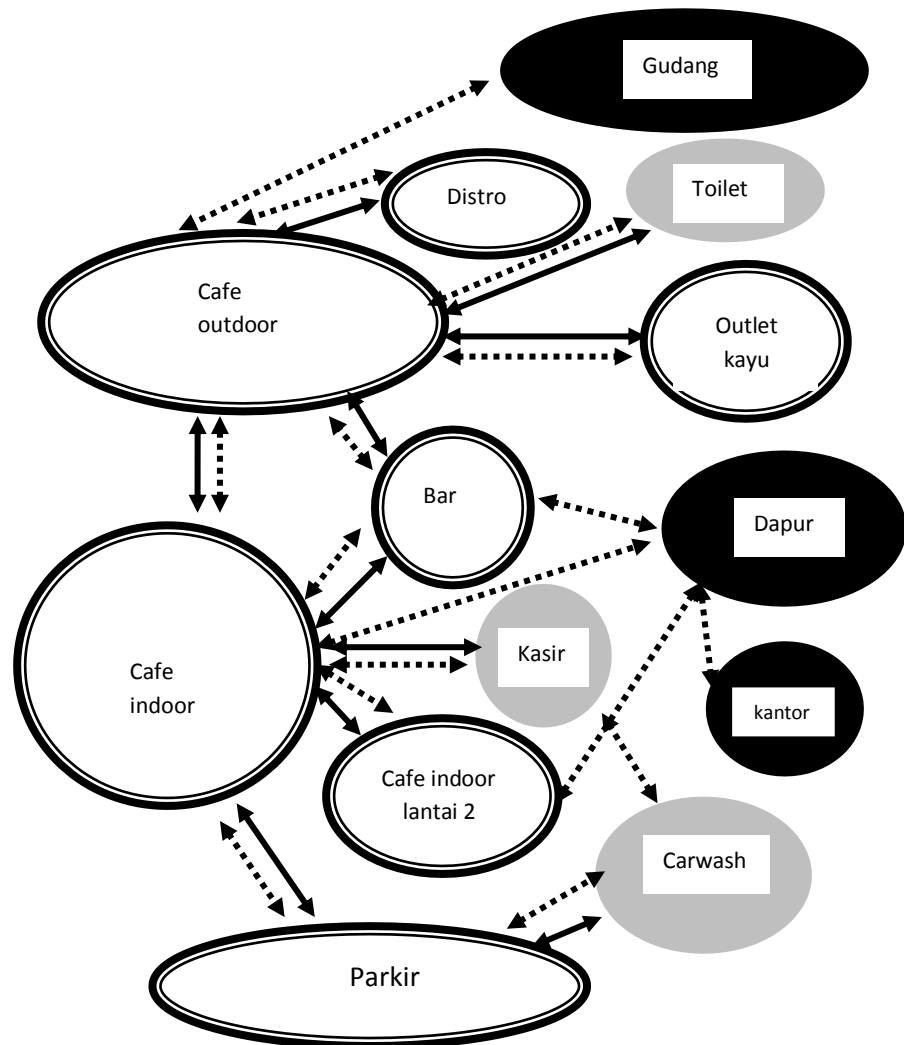 Gudang
Distro
Toilet
Cafe
outdoor
Outlet
kayu
Bar
Dapur
Kasir
Cafe
indoor
kantor
Cafe indoor
lantai 2
Carwash
Parkir